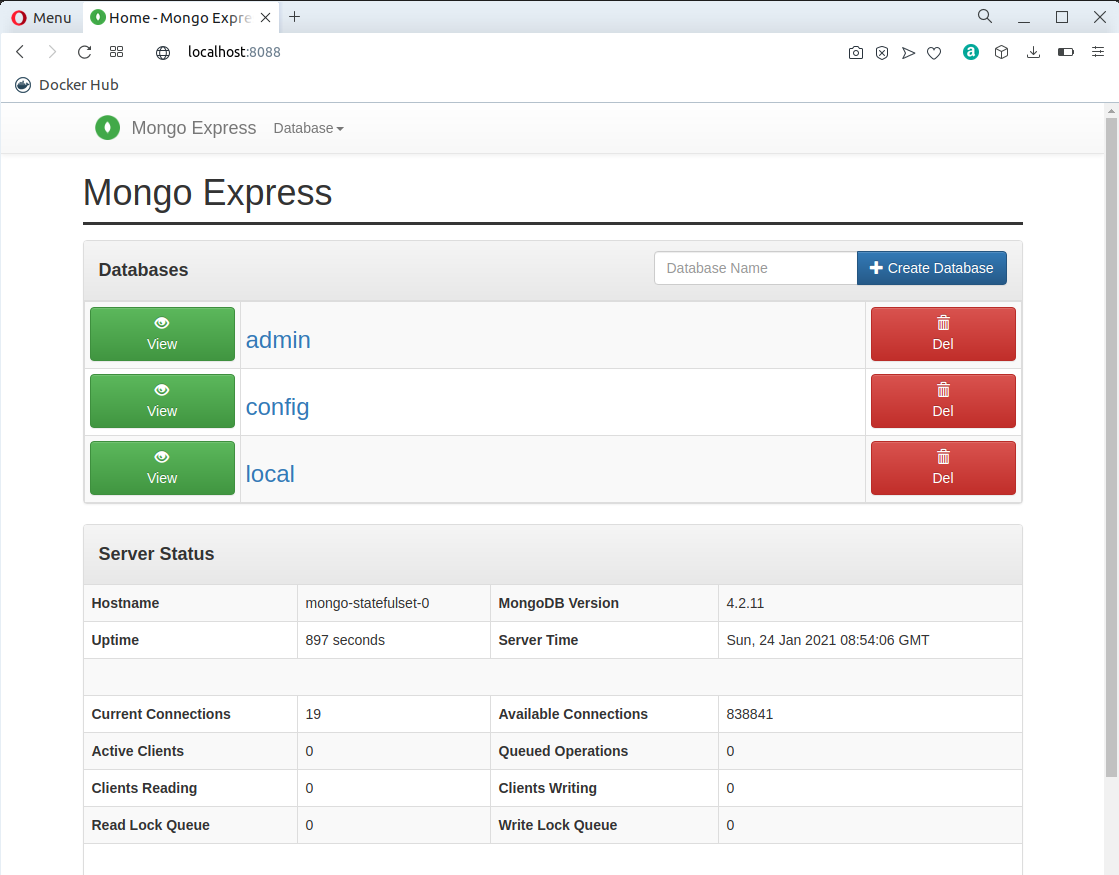 Menu
Home - Mongo Expre
localhost:8088
a
Docker Hub
Mongo Express Database
Mongo Express
Databases
Database Name
Create Database
View admin Del
View config Del
View local Del
Server Status
Hostname mongo-statefulset-0 MongoDB Version 4.2.11
Uptime 897 seconds Server Time Sun, 24 Jan 2021 08:54:06 GMT
Current Connections 19 Available Connections 838841
Active Clients 0 Queued Operations 0
Clients Reading 0 Clients Writing 0
Read Lock Queue 0 Write Lock Queue 0